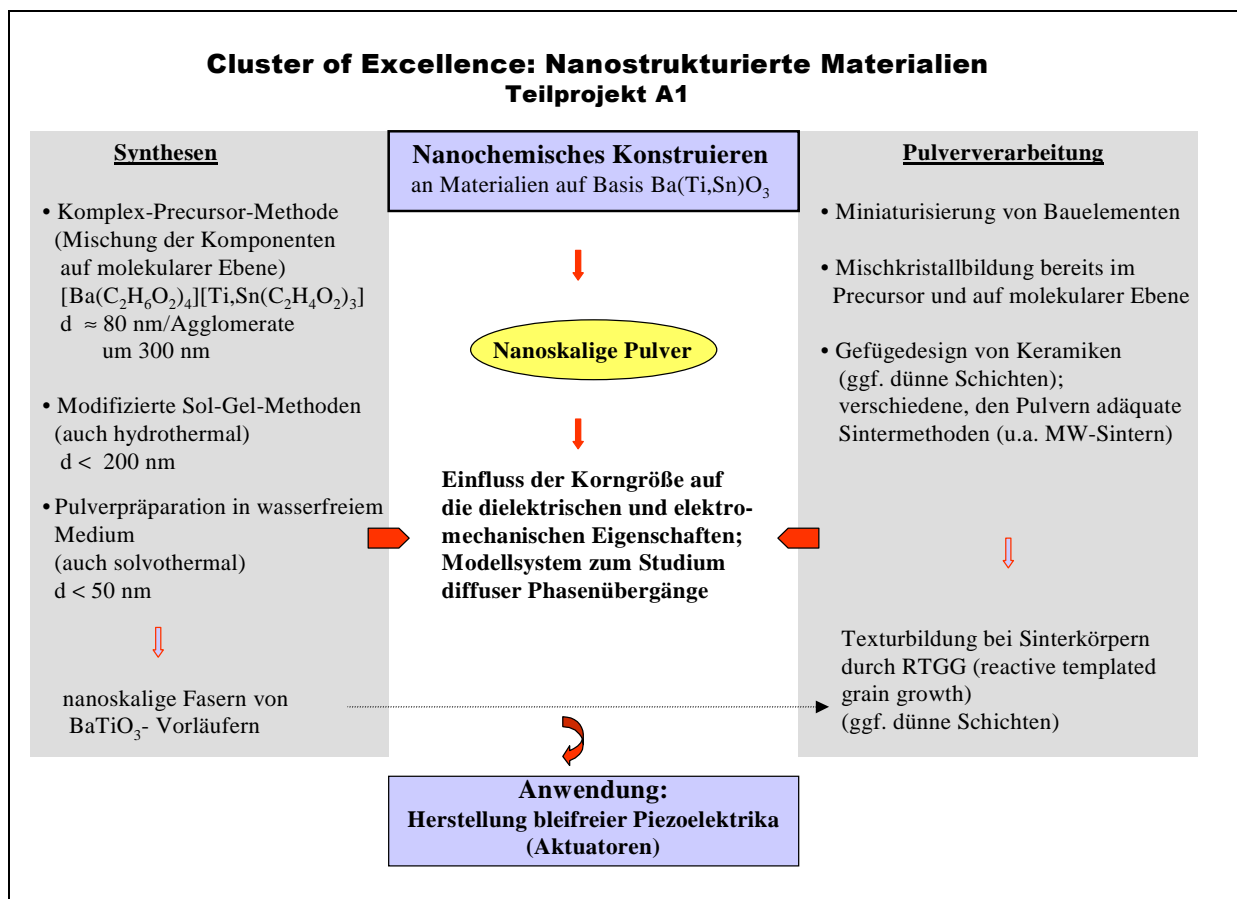 Cluster of Excellence: Nanostrukturierte Materialien
Teilprojekt A1
Synthesen
• Komplex-Precursor-Methode
(Mischung der Komponenten
auf molekularer Ebene)
[Ba(C₂H₆O₂)₄][Ti,Sn(C₂H₄O₂)₃]
d ≈ 80 nm/Agglomerate
um 300 nm
• Modifizierte Sol-Gel-Methoden
(auch hydrothermal)
d < 200 nm
• Pulverpräparation in wasserfreiem
Medium
(auch solvothermal)
d < 50 nm
nanoskalige Fasern von
BaTiO₃- Vorläufern
Nanochemisches Konstruieren
an Materialien auf Basis Ba(Ti,Sn)O₃
Nanoskalige Pulver
Einfluss der Korngröße auf
die dielektrischen und elektro-
mechanischen Eigenschaften;
Modellsystem zum Studium
diffuser Phasenübergänge
Anwendung:
Herstellung bleifreier Piezoelektrika
(Aktuatoren)
Pulververarbeitung
• Miniaturisierung von Bauelementen
• Mischkristallbildung bereits im
Precursor und auf molekularer Ebene
• Gefügedesign von Keramiken
(ggf. dünne Schichten);
verschiedene, den Pulvern adäquate
Sintermethoden (u.a. MW-Sintern)
Texturbildung bei Sinterkörpern
durch RTGG (reactive templated
grain growth)
(ggf. dünne Schichten)